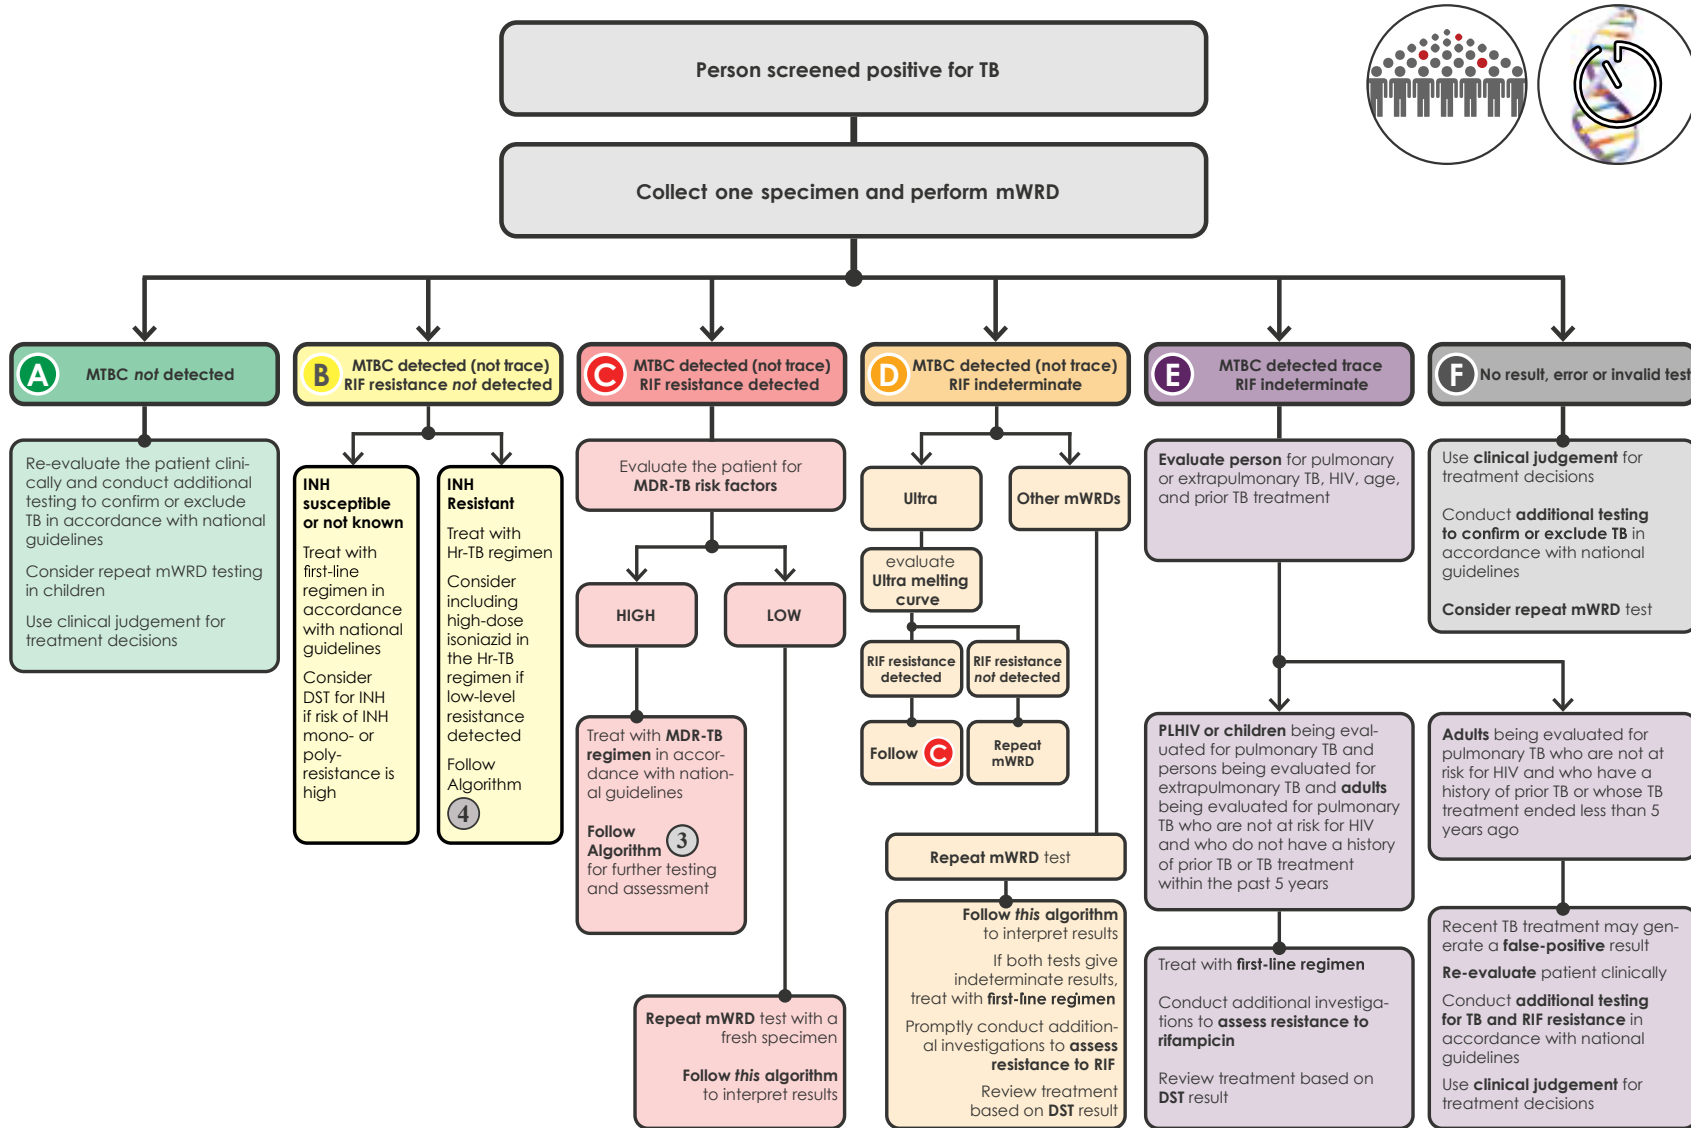 Person screened positive for TB
Collect one specimen and perform mWRD
A
MTBC not detected
Re-evaluate the patient clini-
cally and conduct additional
testing to confirm or exclude
TB in accordance with national
guidelines
Consider repeat mWRD testing
in children
Use clinical judgement for
treatment decisions
B
MTBC detected (not trace)
RIF resistance not detected
INH
susceptible
or not known
Treat with
first-line
regimen in
accordance
with national
guidelines
Consider
DST for INH
if risk of INH
mono- or
poly-
resistance is
high
INH
Resistant
Treat with
Hr-TB regimen
Consider
including
high-dose
isoniazid in
the Hr-TB
regimen if
low-level
resistance
detected
Follow
Algorithm
4
C
MTBC detected (not trace)
RIF resistance detected
Evaluate the patient for
MDR-TB risk factors
HIGH
LOW
Treat with MDR-TB
regimen in accor-
dance with nation-
al guidelines
Follow
Algorithm 3
for further testing
and assessment
Repeat mWRD test with a
fresh specimen
Follow this algorithm
to interpret results
D
MTBC detected (not trace)
RIF indeterminate
Ultra
Other mWRDs
evaluate
Ultra melting
curve
RIF resistance
detected
RIF resistance
not detected
Follow C
Repeat
mWRD
Repeat mWRD test
Follow this algorithm
to interpret results
If both tests give
indeterminate results,
treat with first-line regimen
Promptly conduct addition-
al investigations to assess
resistance to RIF
Review treatment
based on DST result
E
MTBC detected trace
RIF indeterminate
Evaluate person for pulmonary
or extrapulmonary TB, HIV, age,
and prior TB treatment
PLHIV or children being eval-
uated for pulmonary TB and
persons being evaluated for
extrapulmonary TB and adults
being evaluated for pulmonary
TB who are not at risk for HIV
and who do not have a history
of prior TB or TB treatment
within the past 5 years
Treat with first-line regimen
Conduct additional investiga-
tions to assess resistance to
rifampicin
Review treatment based on
DST result
Adults being evaluated for
pulmonary TB who are not at
risk for HIV and who have a
history of prior TB or whose TB
treatment ended less than 5
years ago
Recent TB treatment may gen-
erate a false-positive result
Re-evaluate patient clinically
Conduct additional testing
for TB and RIF resistance in
accordance with national
guidelines
Use clinical judgement for
treatment decisions
F
No result, error or invalid test
Use clinical judgement for
treatment decisions
Conduct additional testing
to confirm or exclude TB in
accordance with national
guidelines
Consider repeat mWRD test